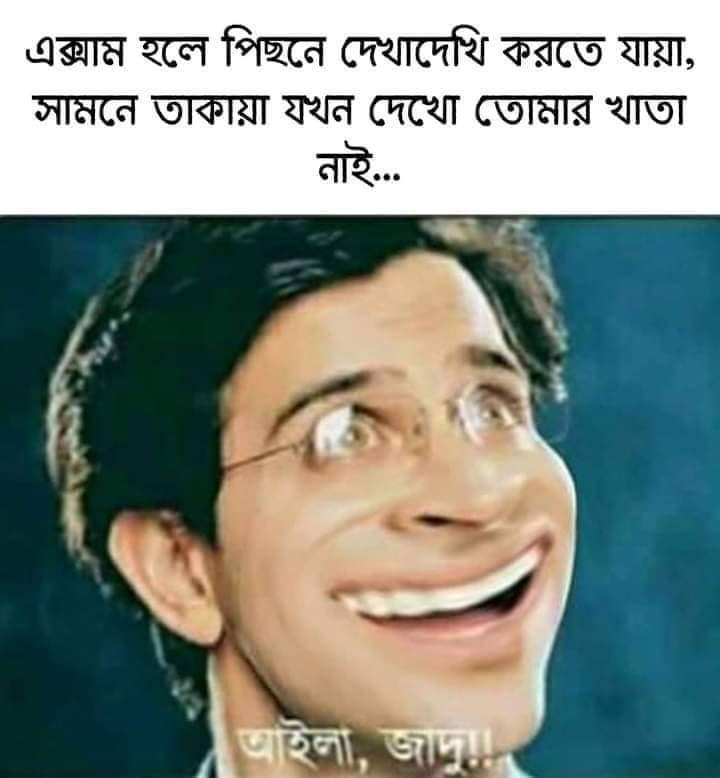 এক্সাম হলে পিছনে দেখাদেখি করতে যায়া,
সামনে তাকায়া যখন দেখো তোমার খাতা
নাই...
আইলা, জাদু!!